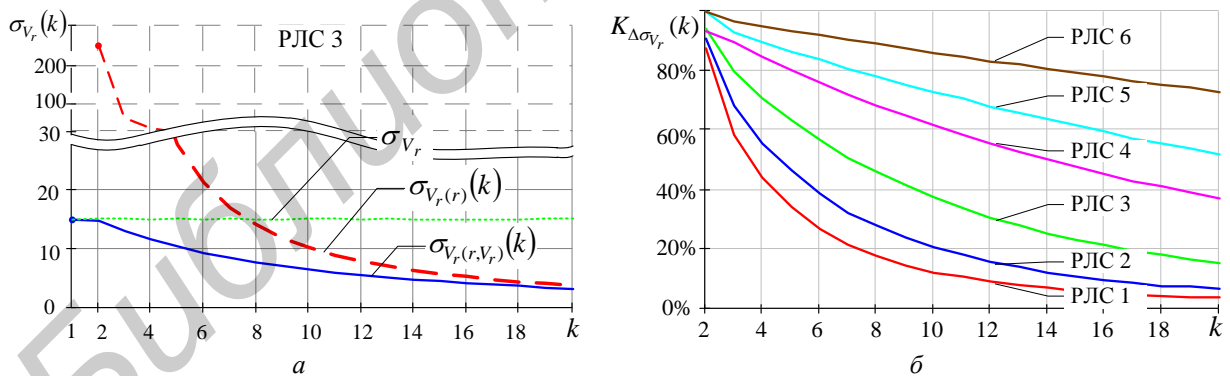 σ_{V_r}(k)
РЛС 3
200
100
30
20
10
0
σ_{V_r}
σ_{V_r(r)}(k)
σ_{V_r(r,V_r)}(k)
1 2 4 6 8 10 12 14 16 18 k
а
K_{Δσ_{V_r}}(k)
80%
60%
40%
20%
0%
РЛС 6
РЛС 5
РЛС 4
РЛС 3
РЛС 2
РЛС 1
2 4 6 8 10 12 14 16 18 k
б
Библио